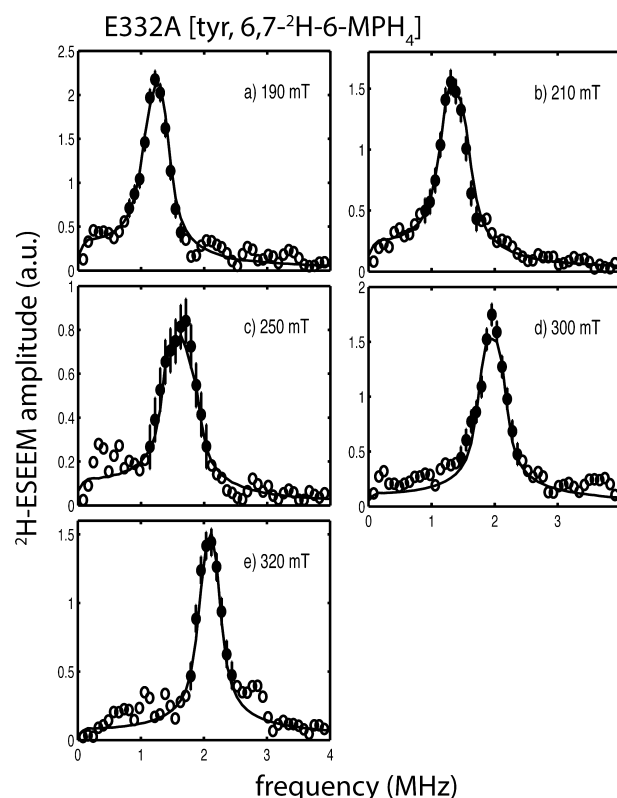 E332A [tyr, 6,7-²H-6-MPH₄]
²H-ESEEM amplitude (a.u.)
2.5
2
1.5
1
0.5
0
a) 190 mT
1.5
1
0.5
0
b) 210 mT
1
0.8
0.6
0.4
0.2
0
c) 250 mT
2
1.5
1
0.5
0
0 1 2 3
d) 300 mT
1.5
1
0.5
0
0 1 2 3 4
e) 320 mT
frequency (MHz)